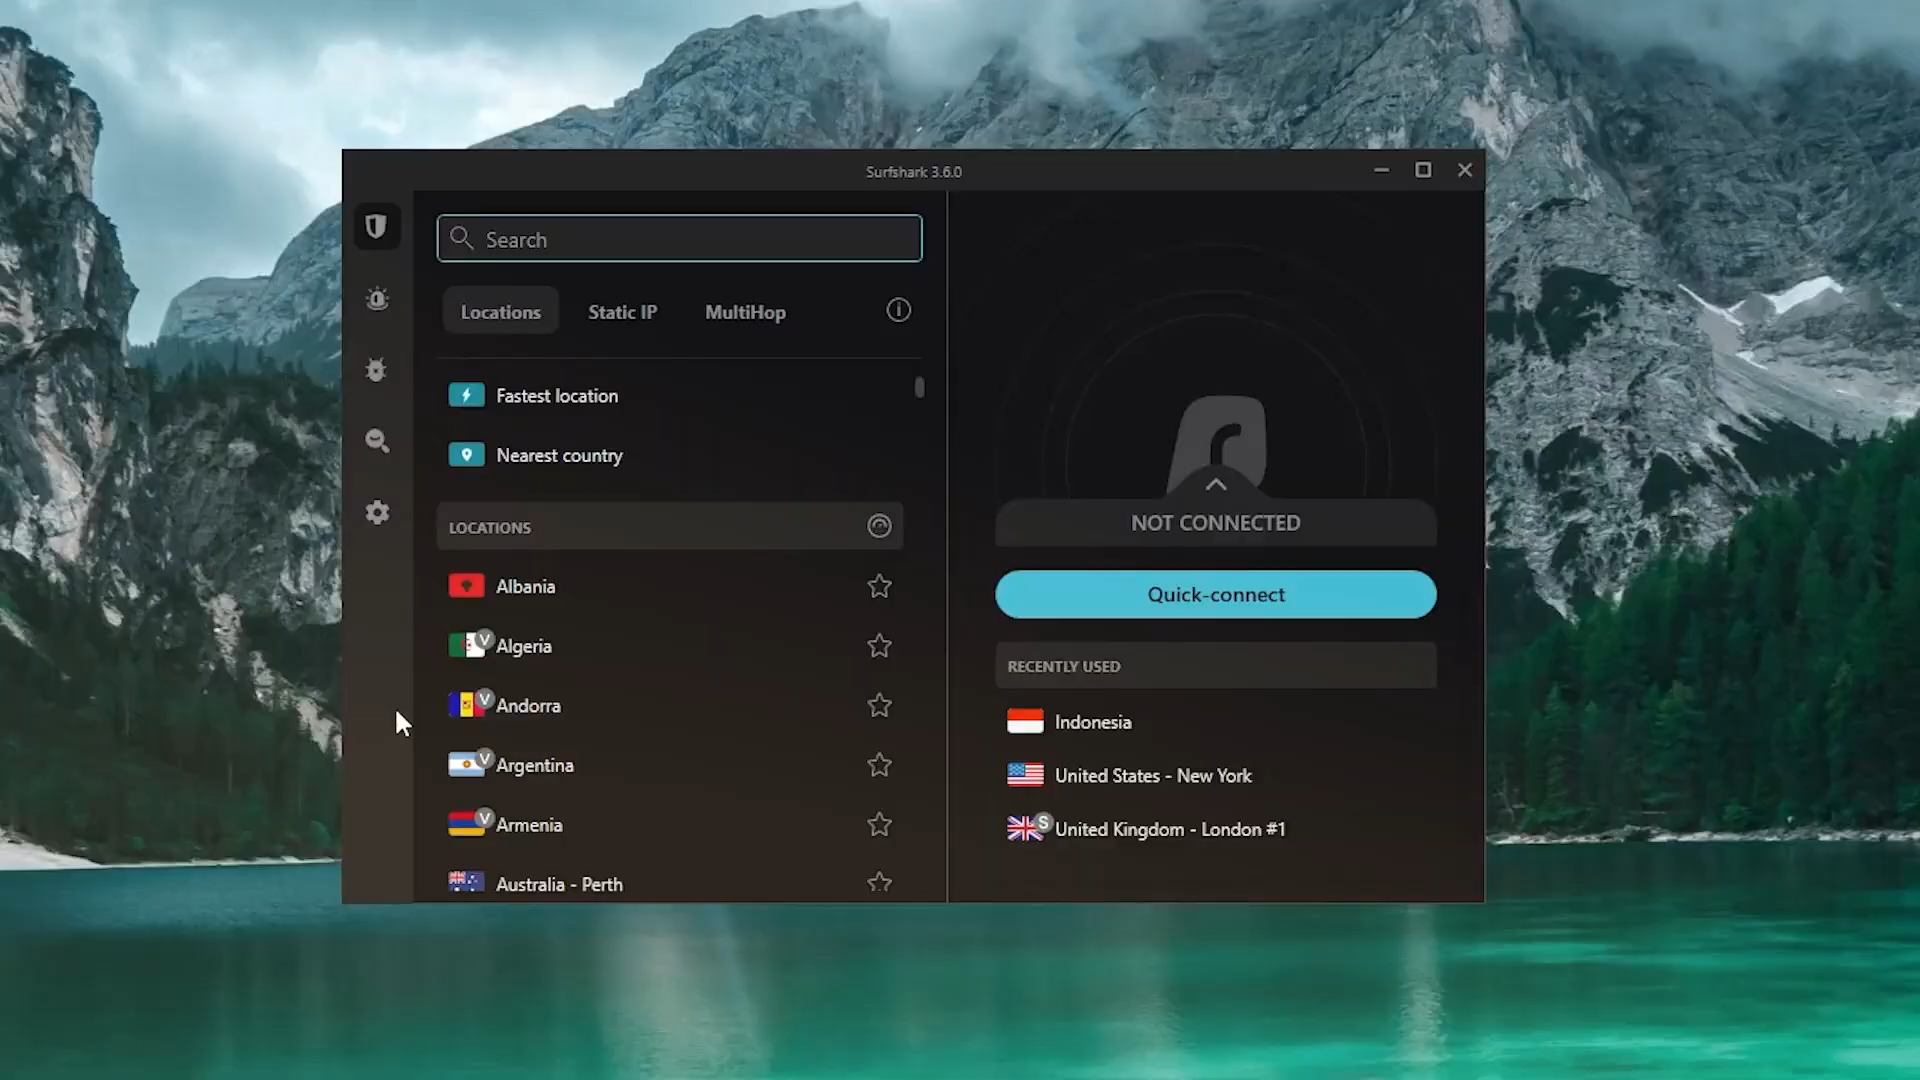 Surfshark 3.6.0
Search
Locations
Static IP
MultiHop
Fastest location
Nearest country
LOCATIONS
Albania
V
Algeria
V
Andorra
V
Argentina
V
Armenia
Australia - Perth
NOT CONNECTED
Quick-connect
RECENTLY USED
Indonesia
United States - New York
S
United Kingdom - London #1